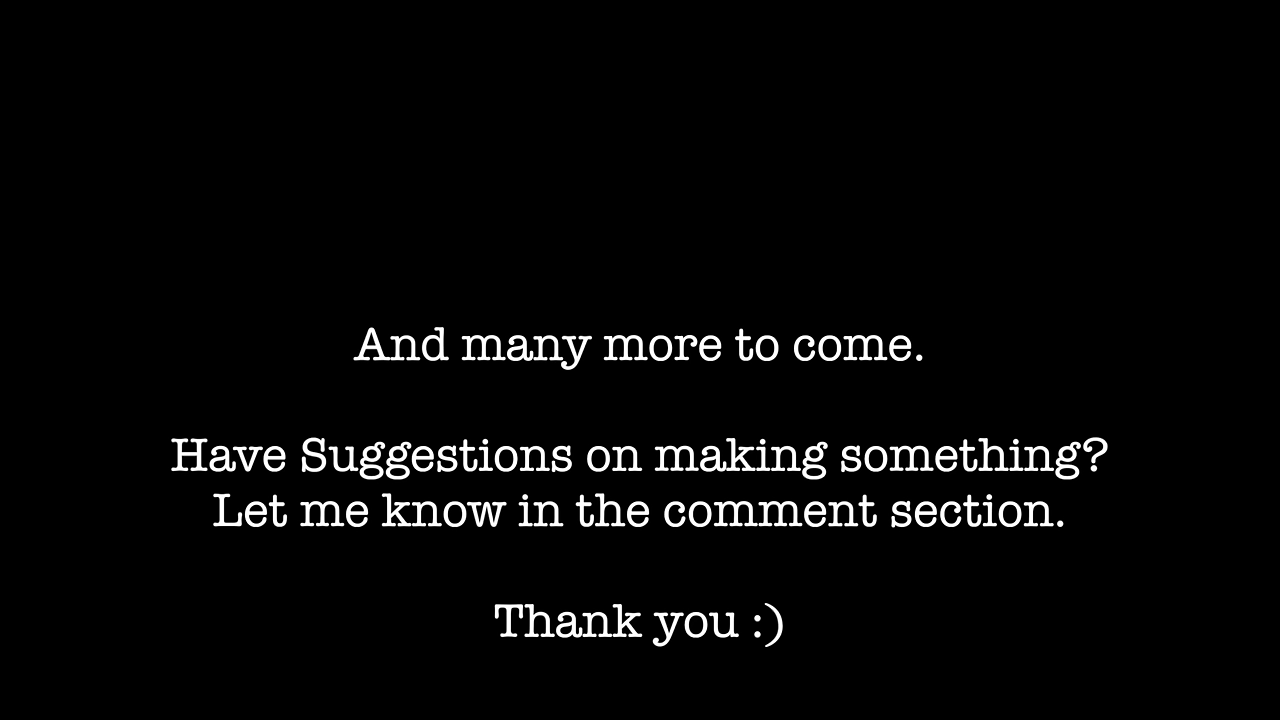 And many more to come.
Have Suggestions on making something?
Let me know in the comment section.
Thank you :)